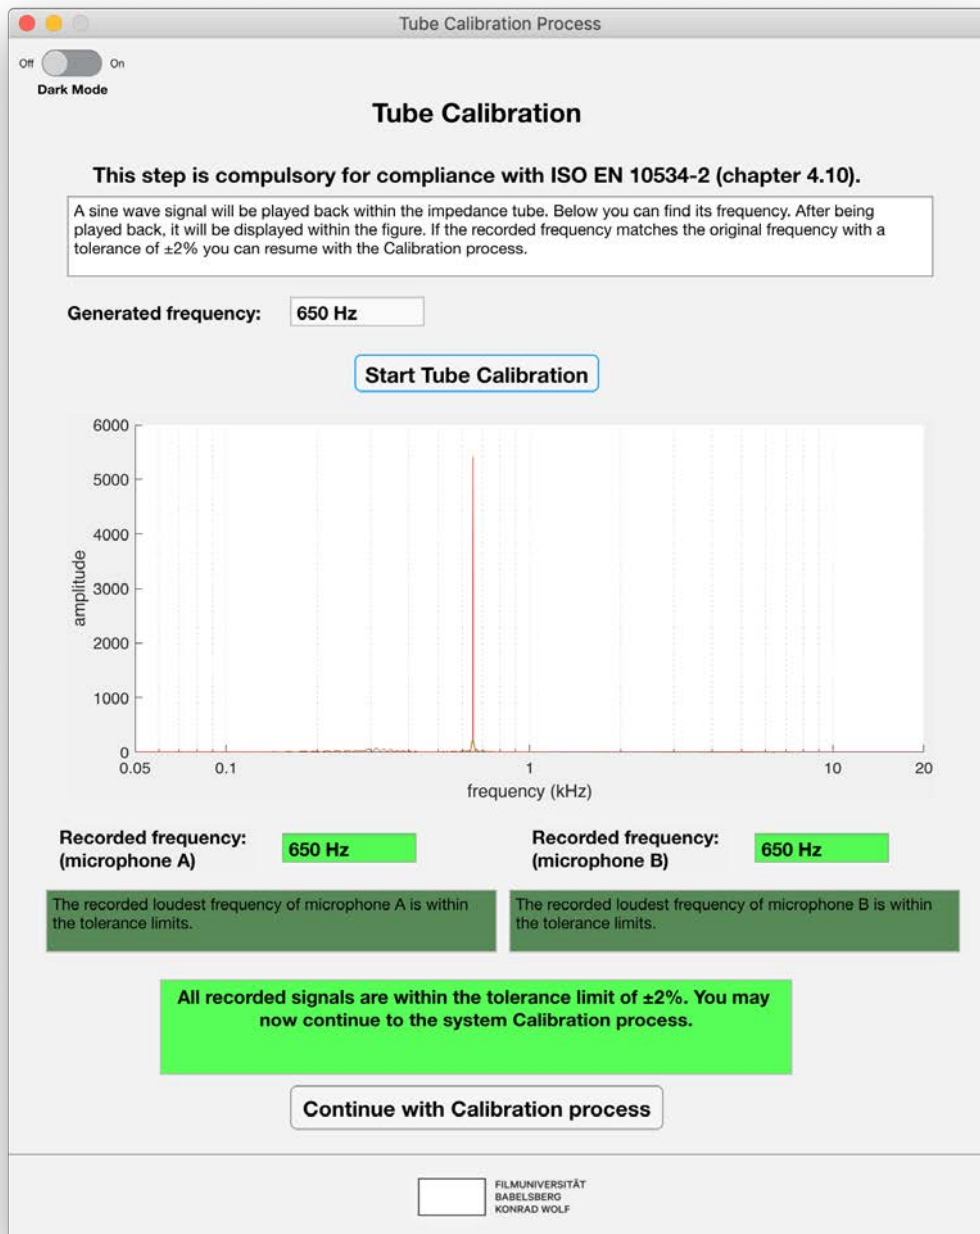 Tube Calibration Process
Off On
Dark Mode
Tube Calibration
This step is compulsory for compliance with ISO EN 10534-2 (chapter 4.10).
A sine wave signal will be played back within the impedance tube. Below you can find its frequency. After being
played back, it will be displayed within the figure. If the recorded frequency matches the original frequency with a
tolerance of ±2% you can resume with the Calibration process.
Generated frequency: 650 Hz
Start Tube Calibration
6000
5000
4000
3000
2000
1000
0
amplitude
0.05 0.1 1 10 20
frequency (kHz)
Recorded frequency:
(microphone A)
650 Hz
Recorded frequency:
(microphone B)
650 Hz
The recorded loudest frequency of microphone A is within
the tolerance limits.
The recorded loudest frequency of microphone B is within
the tolerance limits.
All recorded signals are within the tolerance limit of ±2%. You may
now continue to the system Calibration process.
Continue with Calibration process
FILMUNIVERSITÄT
BABELSBERG
KONRAD WOLF